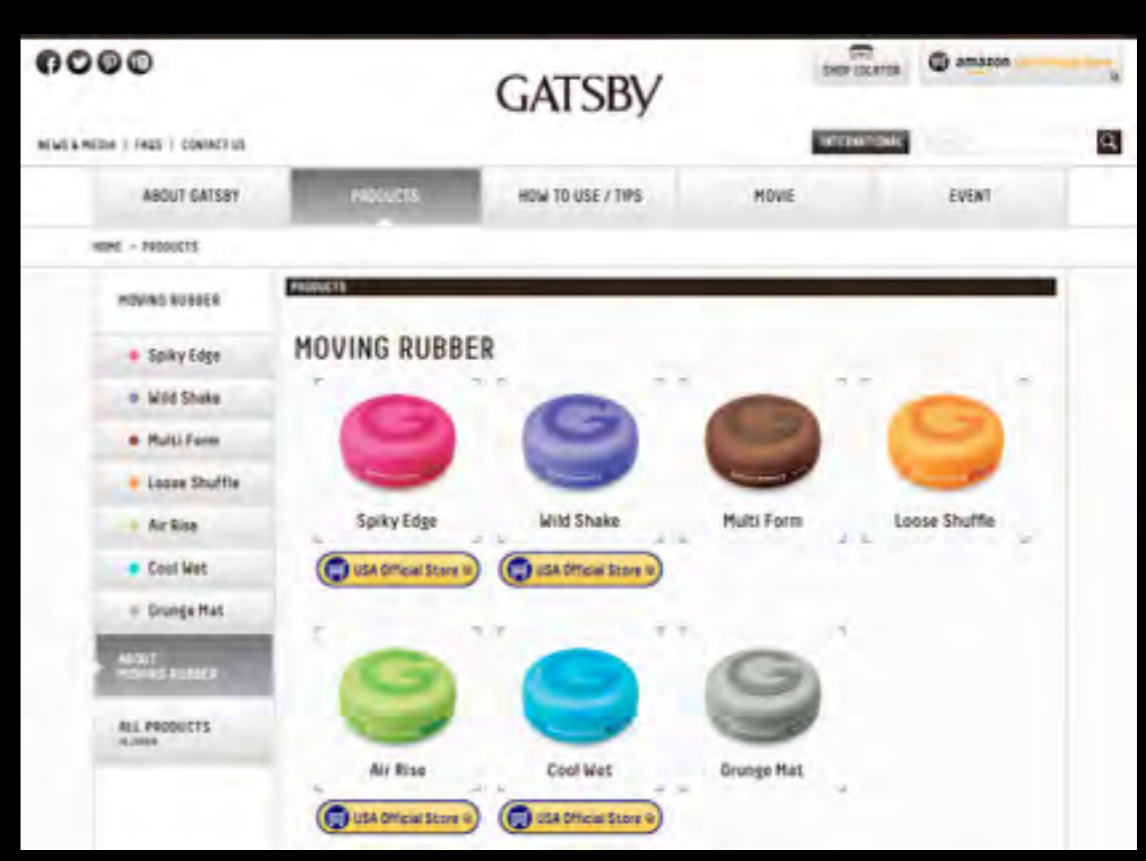 SHOP LOCATOR
amazon
GATSBY
NEWS & MEDIA | FAQS | CONTACT US
INTERNATIONAL
ABOUT GATSBY
PRODUCTS
HOW TO USE / TIPS
MOVIE
EVENT
HOME
PRODUCTS
MOVING RUBBER
Spiky Edge
Wild Shake
Multi Form
Loose Shuffle
Air Rise
Cool Wet
Grunge Mat
ABOUT
MOVING RUBBER
ALL PRODUCTS
PRODUCTS
MOVING RUBBER
Spiky Edge
Wild Shake
Multi Form
Loose Shuffle
USA Official Store
USA Official Store
Air Rise
Cool Wet
Grunge Mat
USA Official Store
USA Official Store